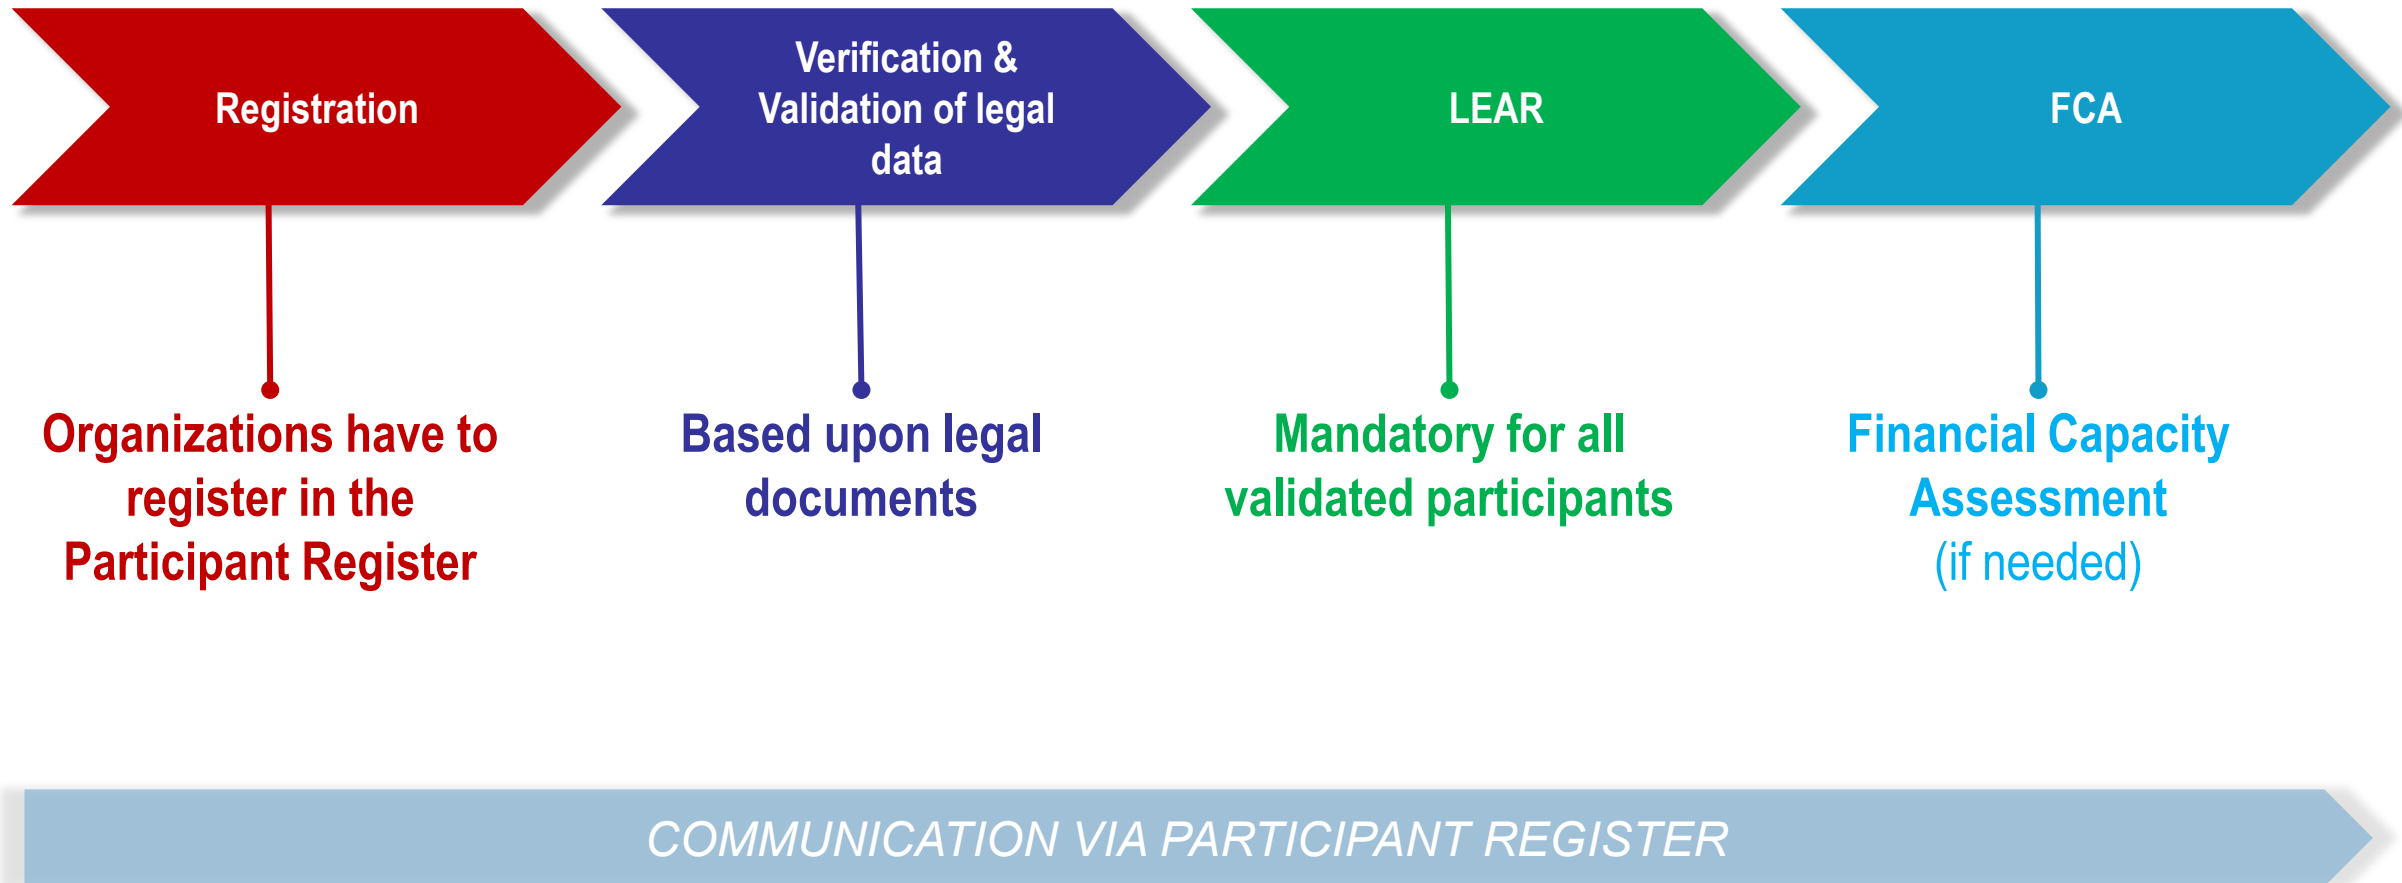 Registration
Verification &
Validation of legal
data
LEAR
FCA
Organizations have to
register in the
Participant Register
Based upon legal
documents
Mandatory for all
validated participants
Financial Capacity
Assessment
(if needed)
COMMUNICATION VIA PARTICIPANT REGISTER